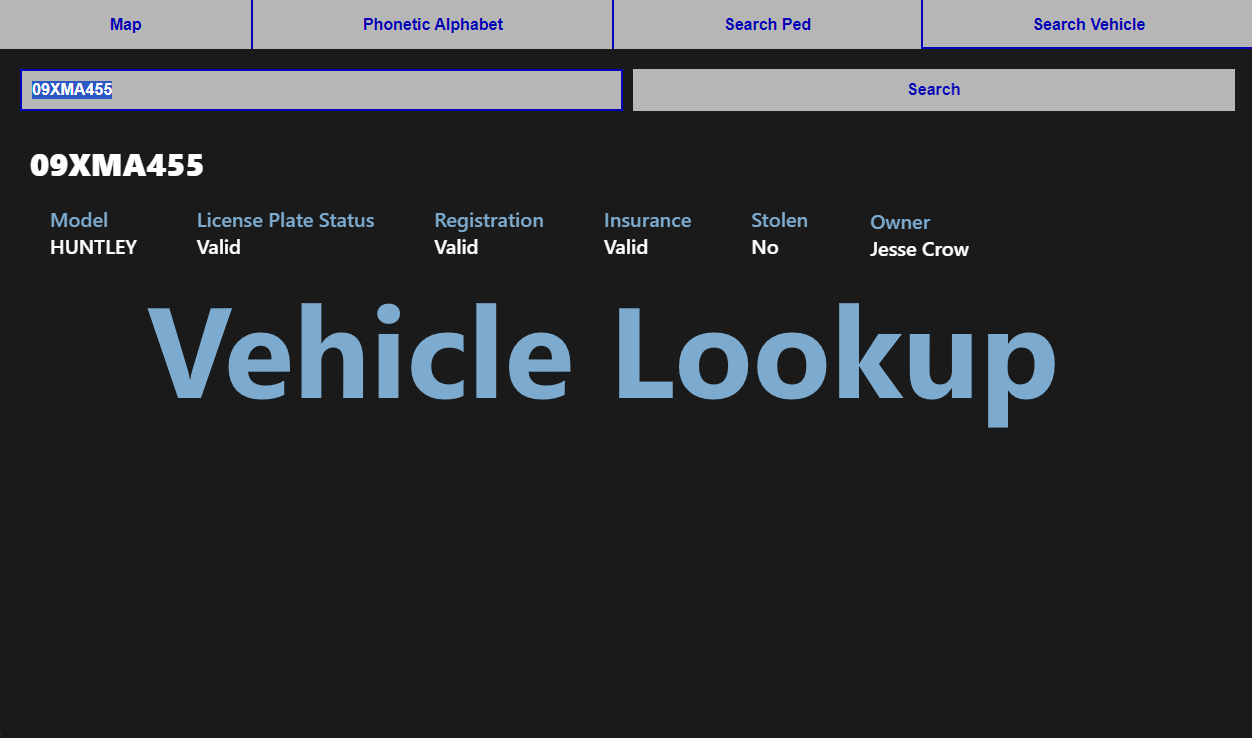 Map Phonetic Alphabet Search Ped Search Vehicle
09XMA455 Search
09XMA455
Model License Plate Status Registration Insurance Stolen Owner
HUNTLEY Valid Valid Valid No Jesse Crow
Vehicle Lookup